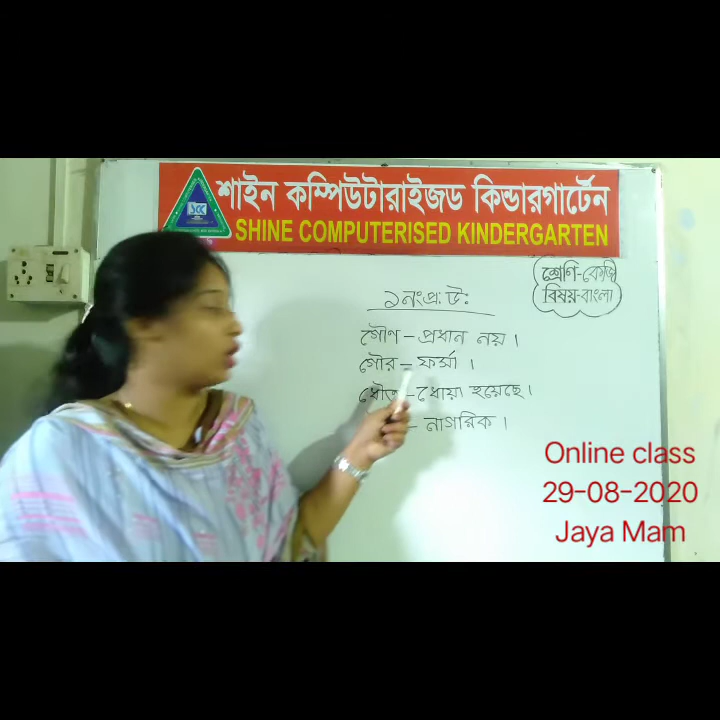 শাইন কম্পিউটারাইজড কিন্ডারগার্টেন
SHINE COMPUTERISED KINDERGARTEN
শ্রেণি-কেজি
বিষয়-বাংলা
১নং প্র: উ:
গৌণ – প্রধান নয়।
গৌর – ফর্সা।
ধৌত – ধোয়া হয়েছে।
– নাগরিক।
Online class
29-08-2020
Jaya Mam